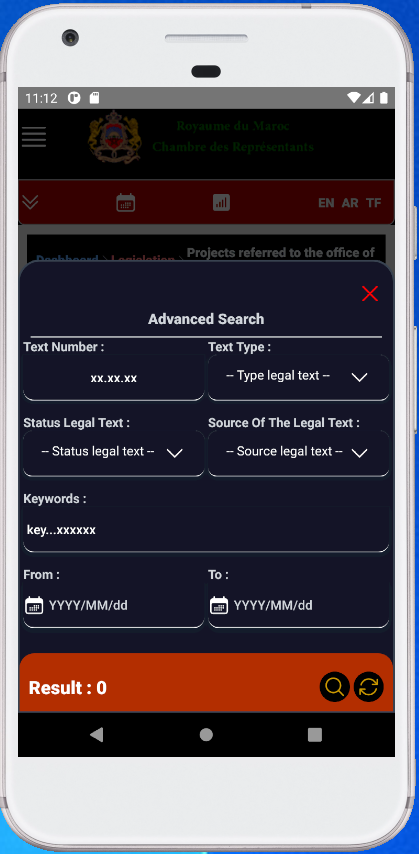 11:12
Royaume du Maroc
Chambre des Représentants
EN AR TF
Projects referred to the office of
Dashboard > Legislation >
Advanced Search
Text Number : Text Type :
xx.xx.xx -- Type legal text --
Status Legal Text : Source Of The Legal Text :
-- Status legal text -- -- Source legal text --
Keywords :
key...xxxxxx
From : To :
YYYY/MM/dd YYYY/MM/dd
Result : 0